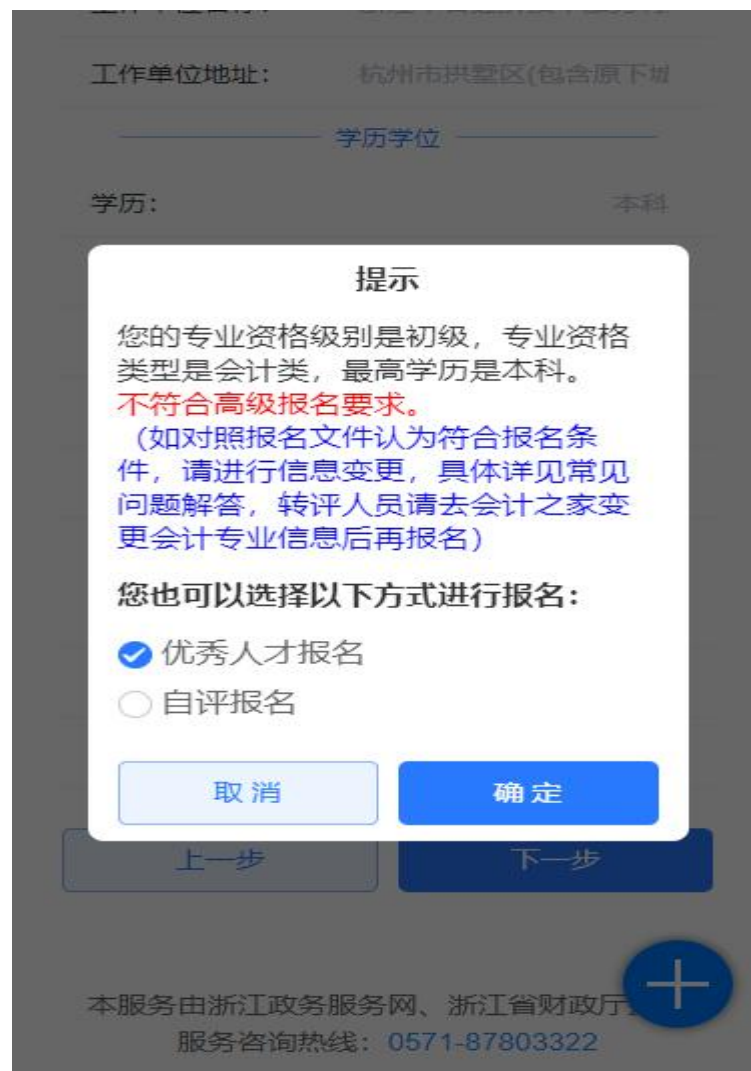 工作单位地址： 杭州市拱墅区(包含原下城
学历学位
学历： 本科
提示
您的专业资格级别是初级，专业资格
类型是会计类，最高学历是本科。
不符合高级报名要求。
（如对照报名文件认为符合报名条
件，请进行信息变更，具体详见常见
问题解答，转评人员请去会计之家变
更会计专业信息后再报名）
您也可以选择以下方式进行报名：
优秀人才报名
自评报名
取消 确定
上一步 下一步
本服务由浙江政务服务网、浙江省财政厅
服务咨询热线：0571-87803322